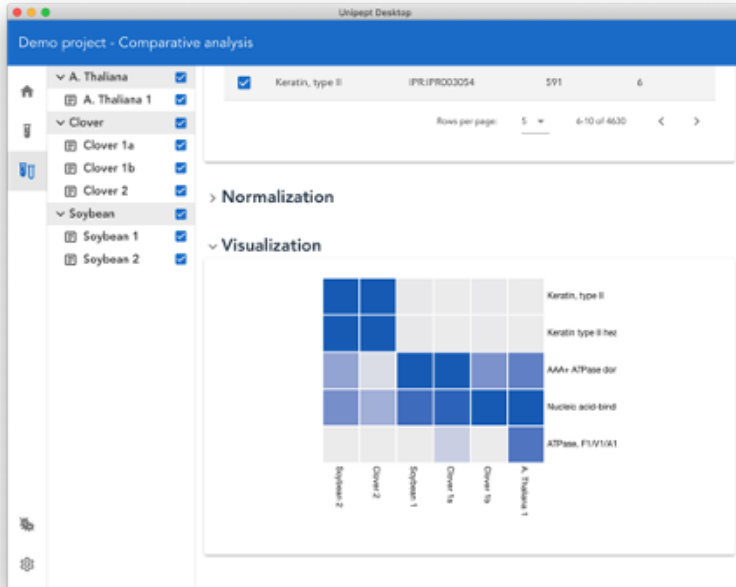 Unipept Desktop
Demo project - Comparative analysis
A. Thaliana
A. Thaliana 1
Clover
Clover 1a
Clover 1b
Clover 2
Soybean
Soybean 1
Soybean 2
Keratin, type II IPR:IPR003054 591 6
Rows per page: 5 6-10 of 4630
Normalization
Visualization
Keratin, type II
Keratin type II hea
AAA+ ATPase dor
Nucleic acid-bind
ATPase, F1/V1/A1
Soybean 2
Clover 2
Soybean 1
Clover 1a
Clover 1b
A. Thaliana 1